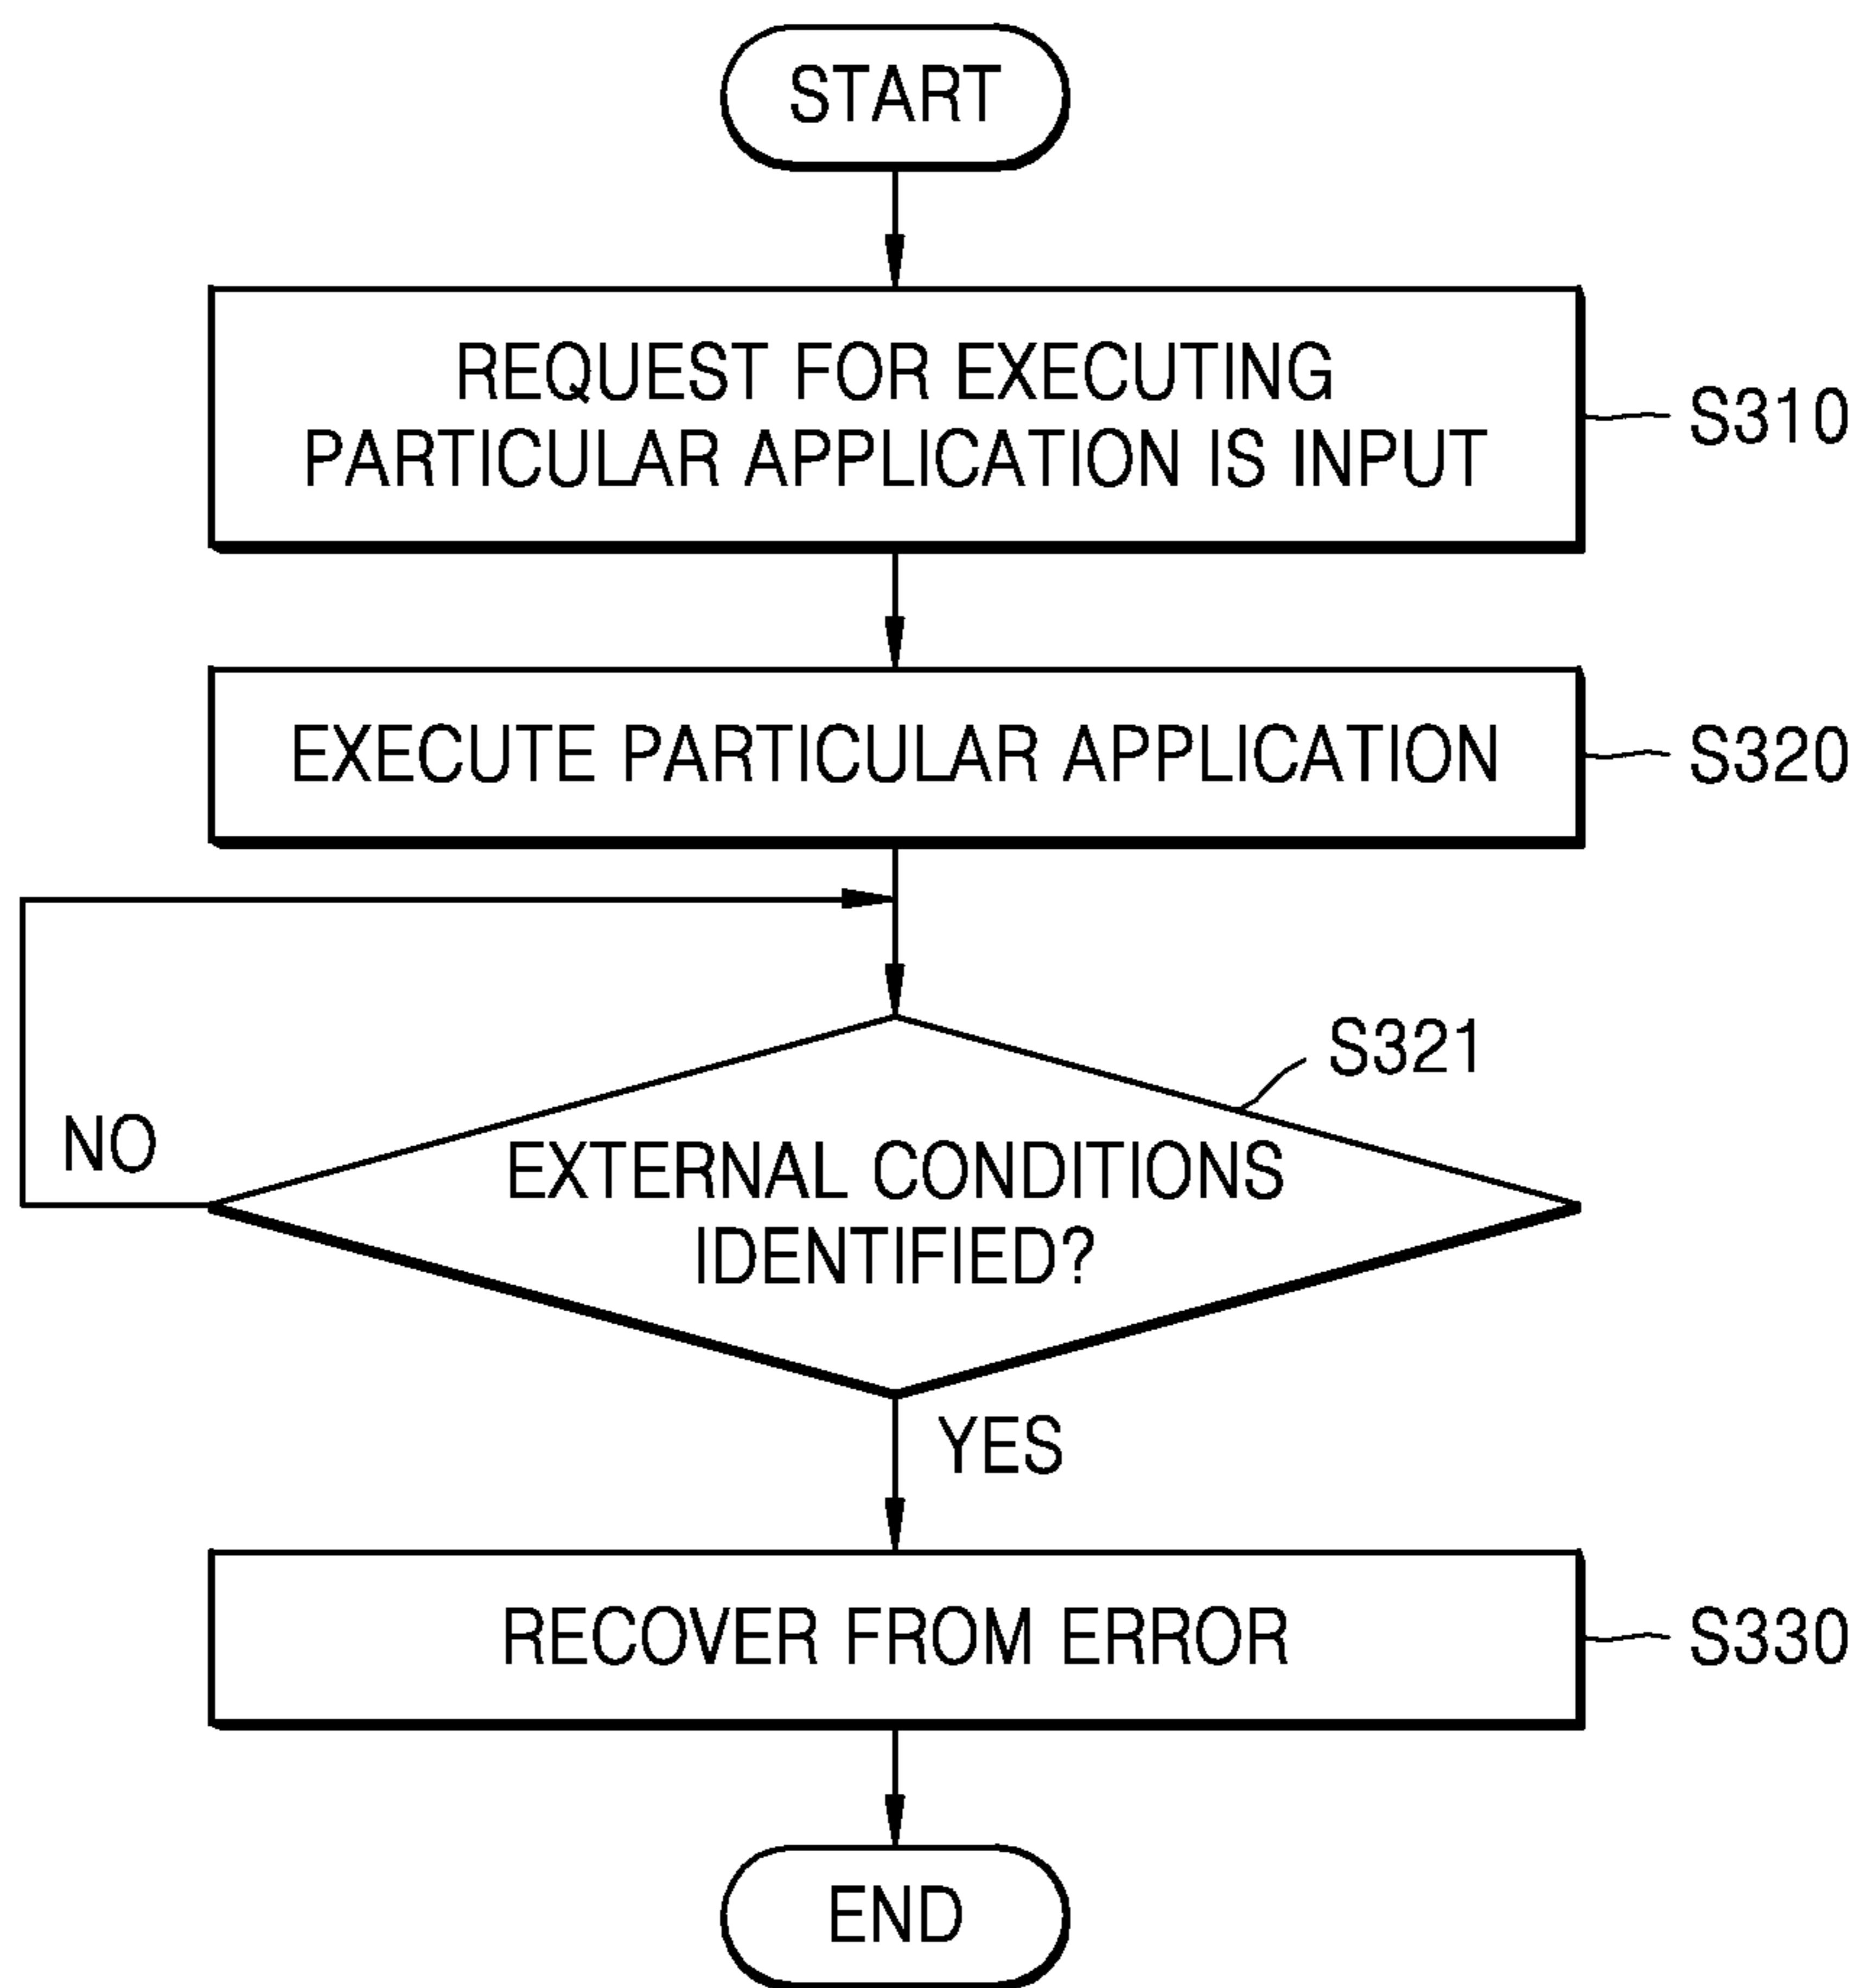 START
REQUEST FOR EXECUTING
PARTICULAR APPLICATION IS INPUT
S310
EXECUTE PARTICULAR APPLICATION
S320
S321
NO
EXTERNAL CONDITIONS
IDENTIFIED?
YES
RECOVER FROM ERROR
S330
END